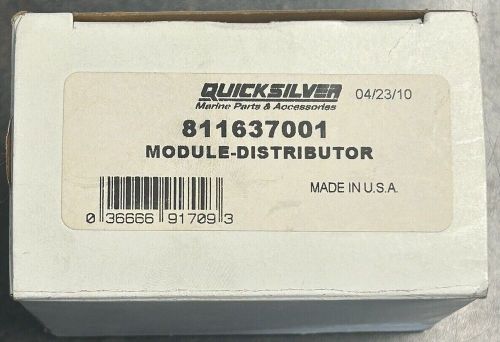 QUICKSILVER 04/23/10
Marine Parts & Accessories
811637001
MODULE-DISTRIBUTOR
MADE IN U.S.A.
0 36666 91709 3